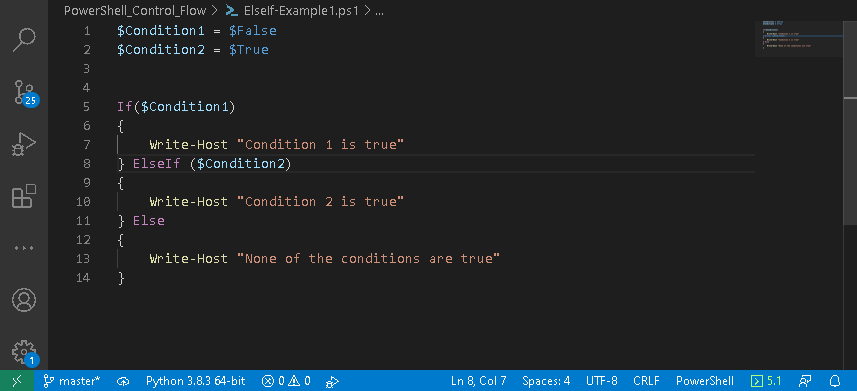 PowerShell_Control_Flow > ElseIf-Example1.ps1 > ...
1 $Condition1 = $False
2 $Condition2 = $True
3
4
5 If($Condition1)
6 {
7     Write-Host "Condition 1 is true"
8 } ElseIf ($Condition2)
9 {
10     Write-Host "Condition 2 is true"
11 } Else
12 {
13     Write-Host "None of the conditions are true"
14 }
25
1
master* Python 3.8.3 64-bit 0 0 Ln 8, Col 7 Spaces: 4 UTF-8 CRLF PowerShell 5.1